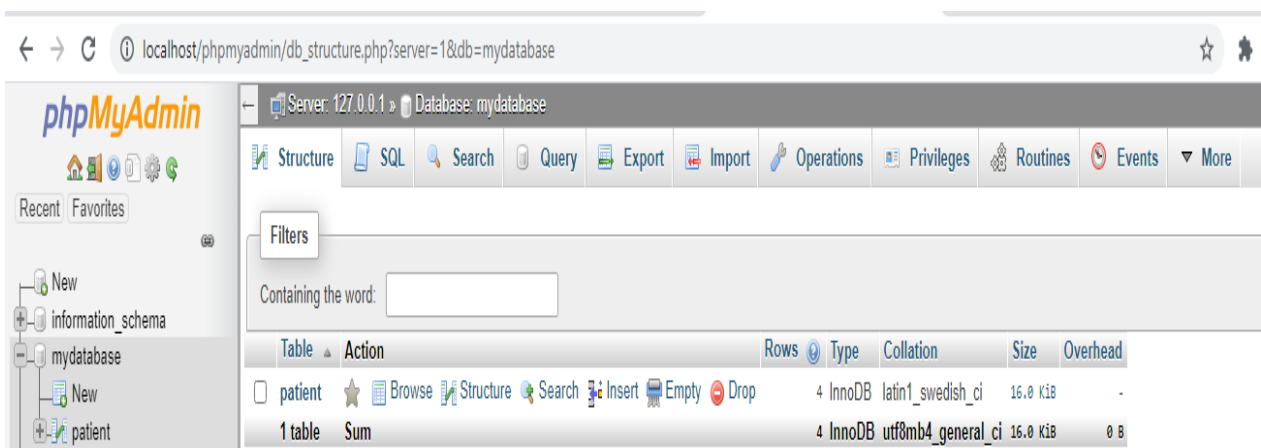 localhost/phpmyadmin/db_structure.php?server=1&db=mydatabase
phpMyAdmin
Recent Favorites
New
information_schema
mydatabase
New
patient
Server: 127.0.0.1 » Database: mydatabase
Structure SQL Search Query Export Import Operations Privileges Routines Events More
Filters
Containing the word:
Table Action Rows Type Collation Size Overhead
patient Browse Structure Search Insert Empty Drop 4 InnoDB latin1_swedish_ci 16.0 KiB -
1 table Sum 4 InnoDB utf8mb4_general_ci 16.0 KiB 0 B